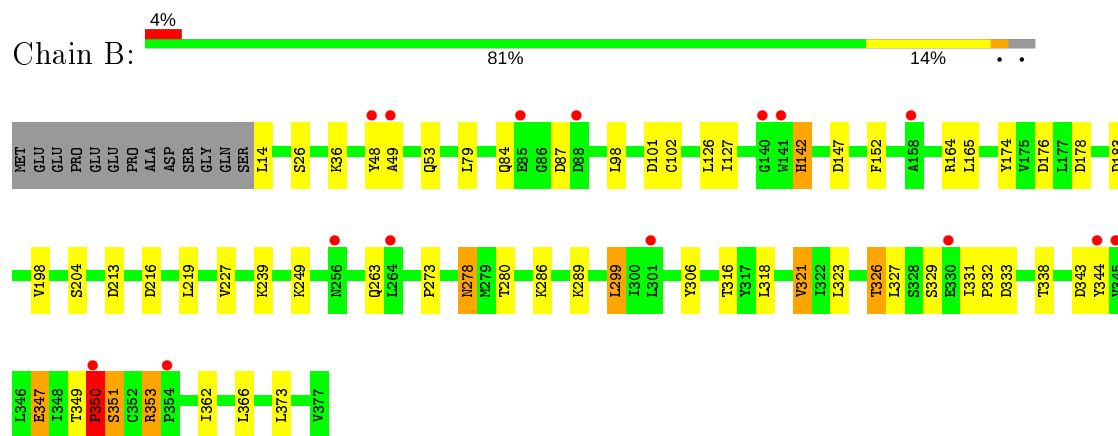 4%
Chain B:
81% 14% • •
MET GLU GLU PRO GLU GLU PRO ALA ASP SER GLY GLN SER L14 S26 K36 Y48 A49 Q53 L79 Q84 E85 G86 D87 D88 L98 D101 C102 L126 I127 G140 W141 H142 D147 F152 A158 R164 L165 Y174 V175 D176 L177 D178 D183
V198 S204 D213 D216 L219 V227 K239 K249 N256 Q263 L264 P273 N278 M279 T280 K286 K289 L299 I300 L301 Y306 T316 Y317 L318 V321 I322 L323 T326 L327 S328 S329 E330 I331 P332 D333 T338 D343 Y344 V345
L346 E347 I348 T349 P350 S351 C352 R353 P354 I362 L366 L373 V377